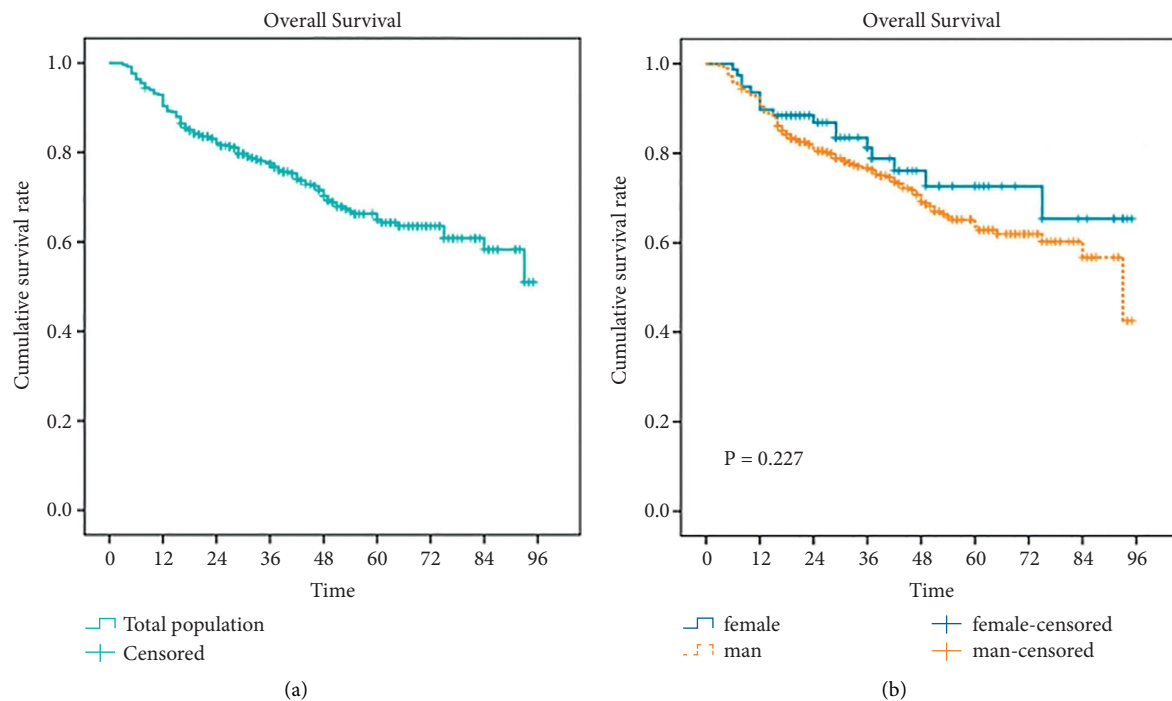 Overall Survival
1.0
0.8
0.6
0.4
0.2
0.0
Cumulative survival rate
0 12 24 36 48 60 72 84 96
Time
Total population
Censored
(a)
Overall Survival
1.0
0.8
0.6
0.4
0.2
0.0
Cumulative survival rate
P = 0.227
0 12 24 36 48 60 72 84 96
Time
female female-censored
man man-censored
(b)